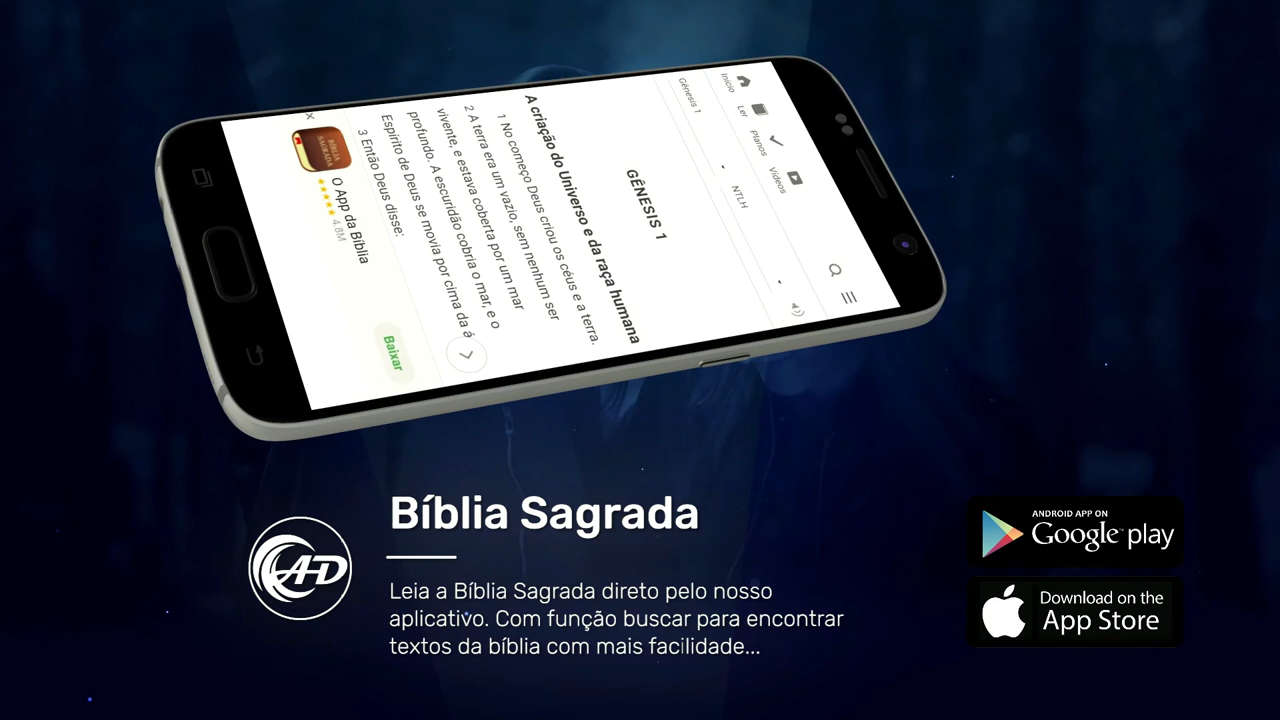 Início
Ler
Planos
Vídeos
Gênesis 1
NTLH
GÊNESIS 1
A criação do Universo e da raça humana
1 No começo Deus criou os céus e a terra.
2 A terra era um vazio, sem nenhum ser
vivente, e estava coberta por um mar
profundo. A escuridão cobria o mar, e o
Espírito de Deus se movia por cima da á
3 Então Deus disse:
x
BÍBLIA
SAGRADA
O App da Bíblia
★★★★★ 4.8M
Baixar
AD
Bíblia Sagrada
Leia a Bíblia Sagrada direto pelo nosso
aplicativo. Com função buscar para encontrar
textos da bíblia com mais facilidade...
ANDROID APP ON
Google play
Download on the
App Store